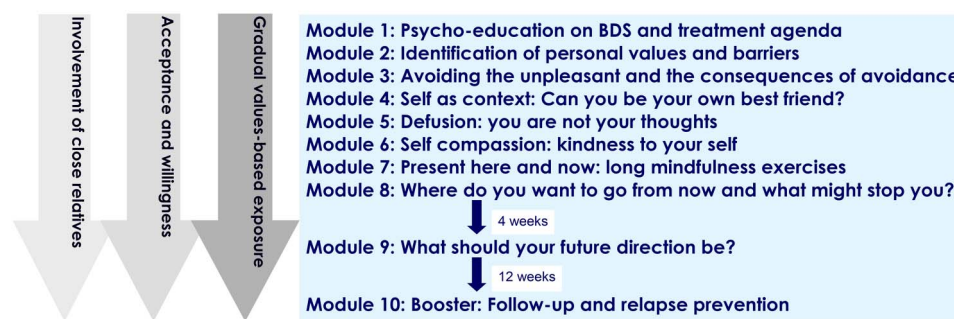 Involvement of close relatives
Acceptance and willingness
Gradual values-based exposure
Module 1: Psycho-education on BDS and treatment agenda
Module 2: Identification of personal values and barriers
Module 3: Avoiding the unpleasant and the consequences of avoidance
Module 4: Self as context: Can you be your own best friend?
Module 5: Defusion: you are not your thoughts
Module 6: Self compassion: kindness to your self
Module 7: Present here and now: long mindfulness exercises
Module 8: Where do you want to go from now and what might stop you?
4 weeks
Module 9: What should your future direction be?
12 weeks
Module 10: Booster: Follow-up and relapse prevention